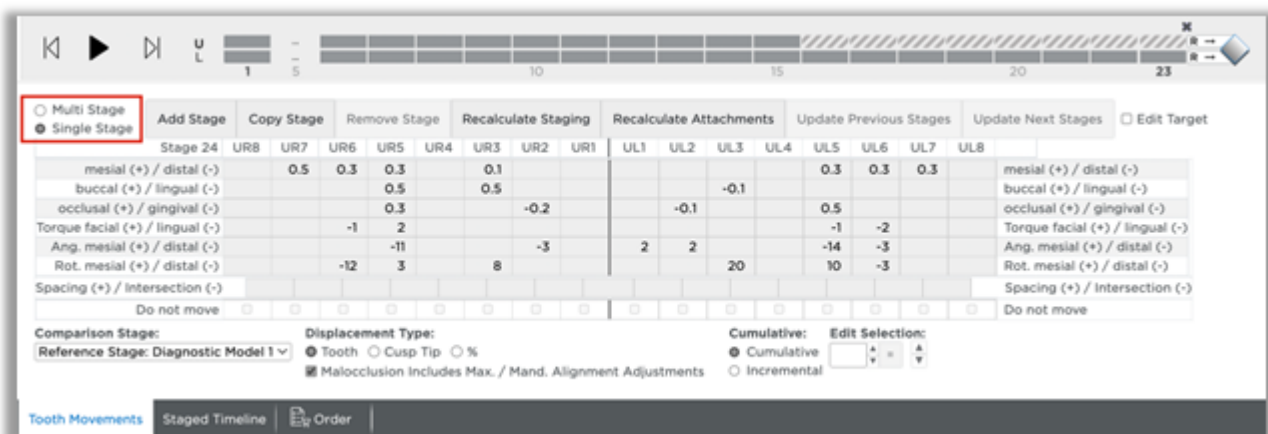 U
L
1 5 10 15 20 23
R →
R →
Multi Stage
Single Stage
Add Stage Copy Stage Remove Stage Recalculate Staging Recalculate Attachments Update Previous Stages Update Next Stages Edit Target
Stage 24 UR8 UR7 UR6 UR5 UR4 UR3 UR2 UR1 UL1 UL2 UL3 UL4 UL5 UL6 UL7 UL8
mesial (+) / distal (-) 0.5 0.3 0.3 0.1 0.3 0.3 0.3 mesial (+) / distal (-)
buccal (+) / lingual (-) 0.5 0.5 -0.1 buccal (+) / lingual (-)
occlusal (+) / gingival (-) 0.3 -0.2 -0.1 0.5 occlusal (+) / gingival (-)
Torque facial (+) / lingual (-) -1 2 -1 -2 Torque facial (+) / lingual (-)
Ang. mesial (+) / distal (-) -11 -3 2 2 -14 -3 Ang. mesial (+) / distal (-)
Rot. mesial (+) / distal (-) -12 3 8 20 10 -3 Rot. mesial (+) / distal (-)
Spacing (+) / Intersection (-) Spacing (+) / Intersection (-)
Do not move Do not move
Comparison Stage: Displacement Type: Cumulative: Edit Selection:
Reference Stage: Diagnostic Model 1 Tooth Cusp Tip % Cumulative =
Malocclusion Includes Max. / Mand. Alignment Adjustments Incremental
Tooth Movements Staged Timeline Order